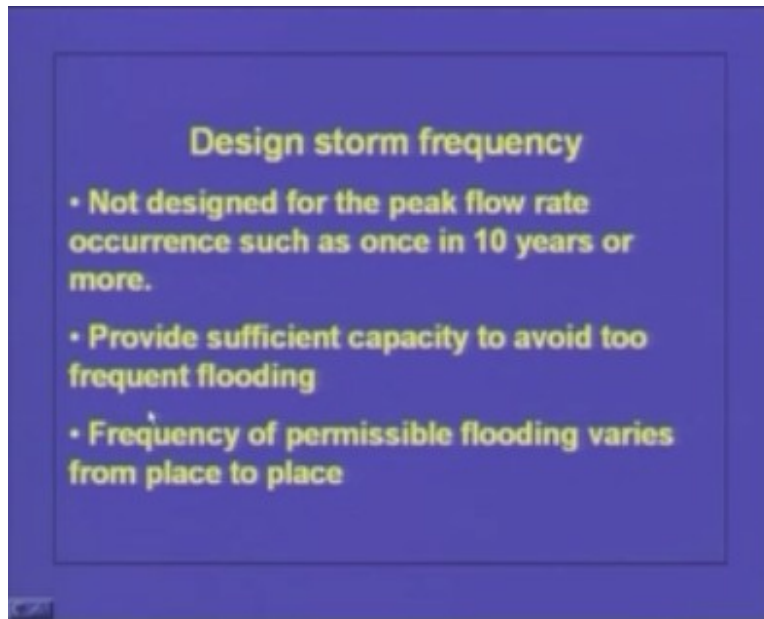 Design storm frequency
• Not designed for the peak flow rate
occurrence such as once in 10 years or
more.
• Provide sufficient capacity to avoid too
frequent flooding
• Frequency of permissible flooding varies
from place to place